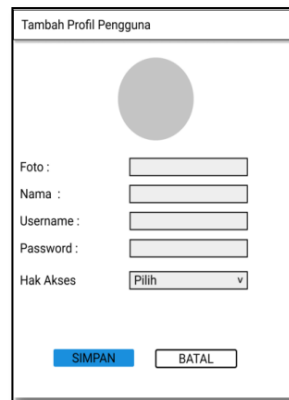 Tambah Profil Pengguna
Foto :
Nama :
Username :
Password :
Hak Akses Pilih v
SIMPAN BATAL